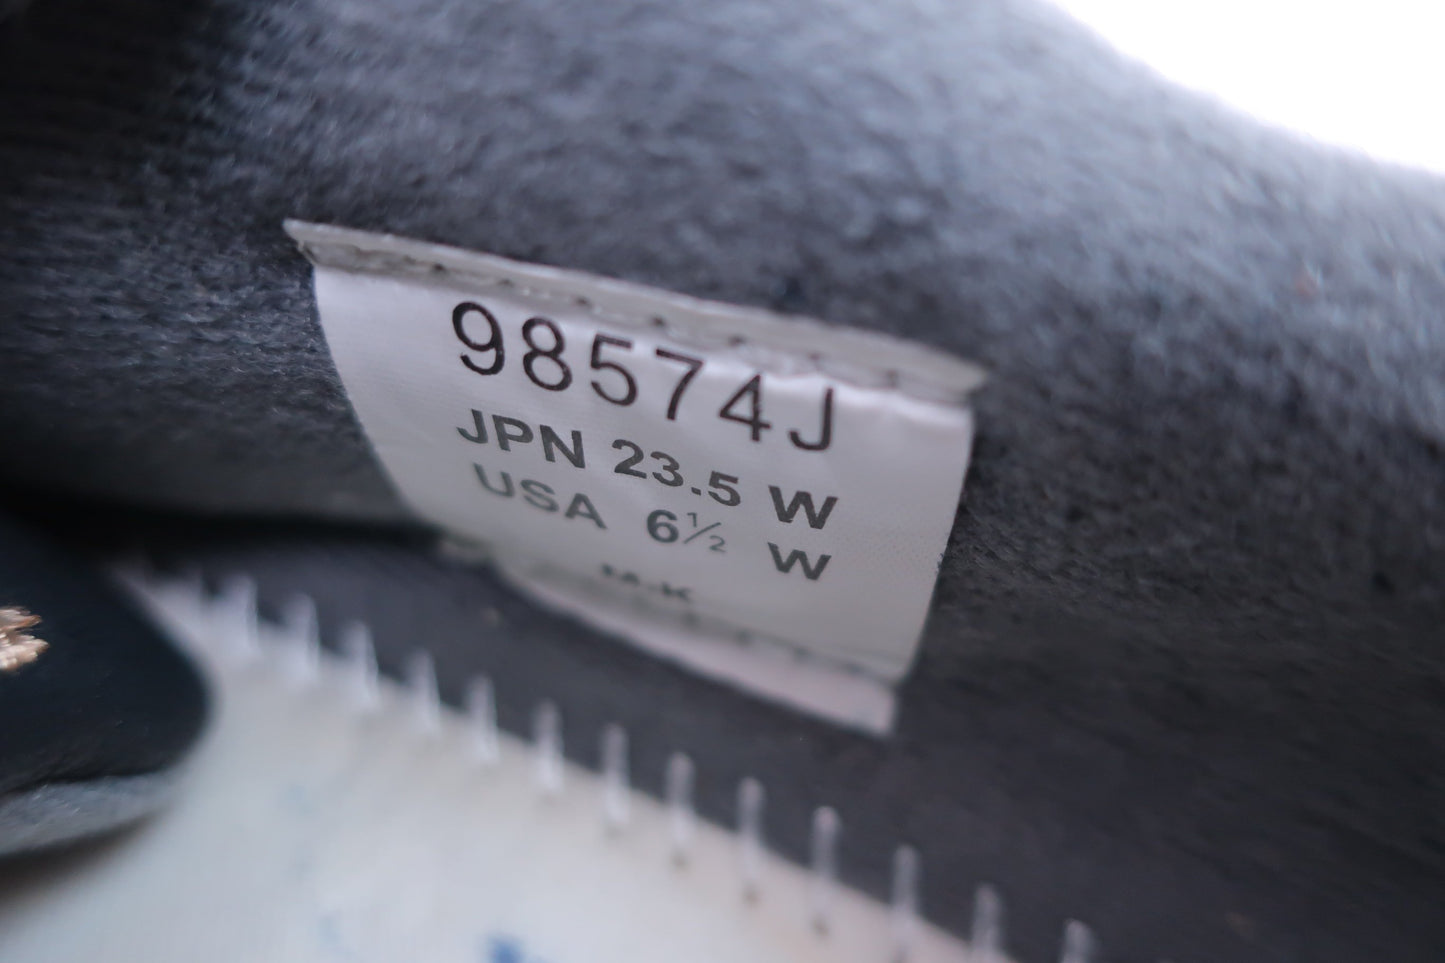 98574J
JPN 23.5 W
USA 6½ W
M-K